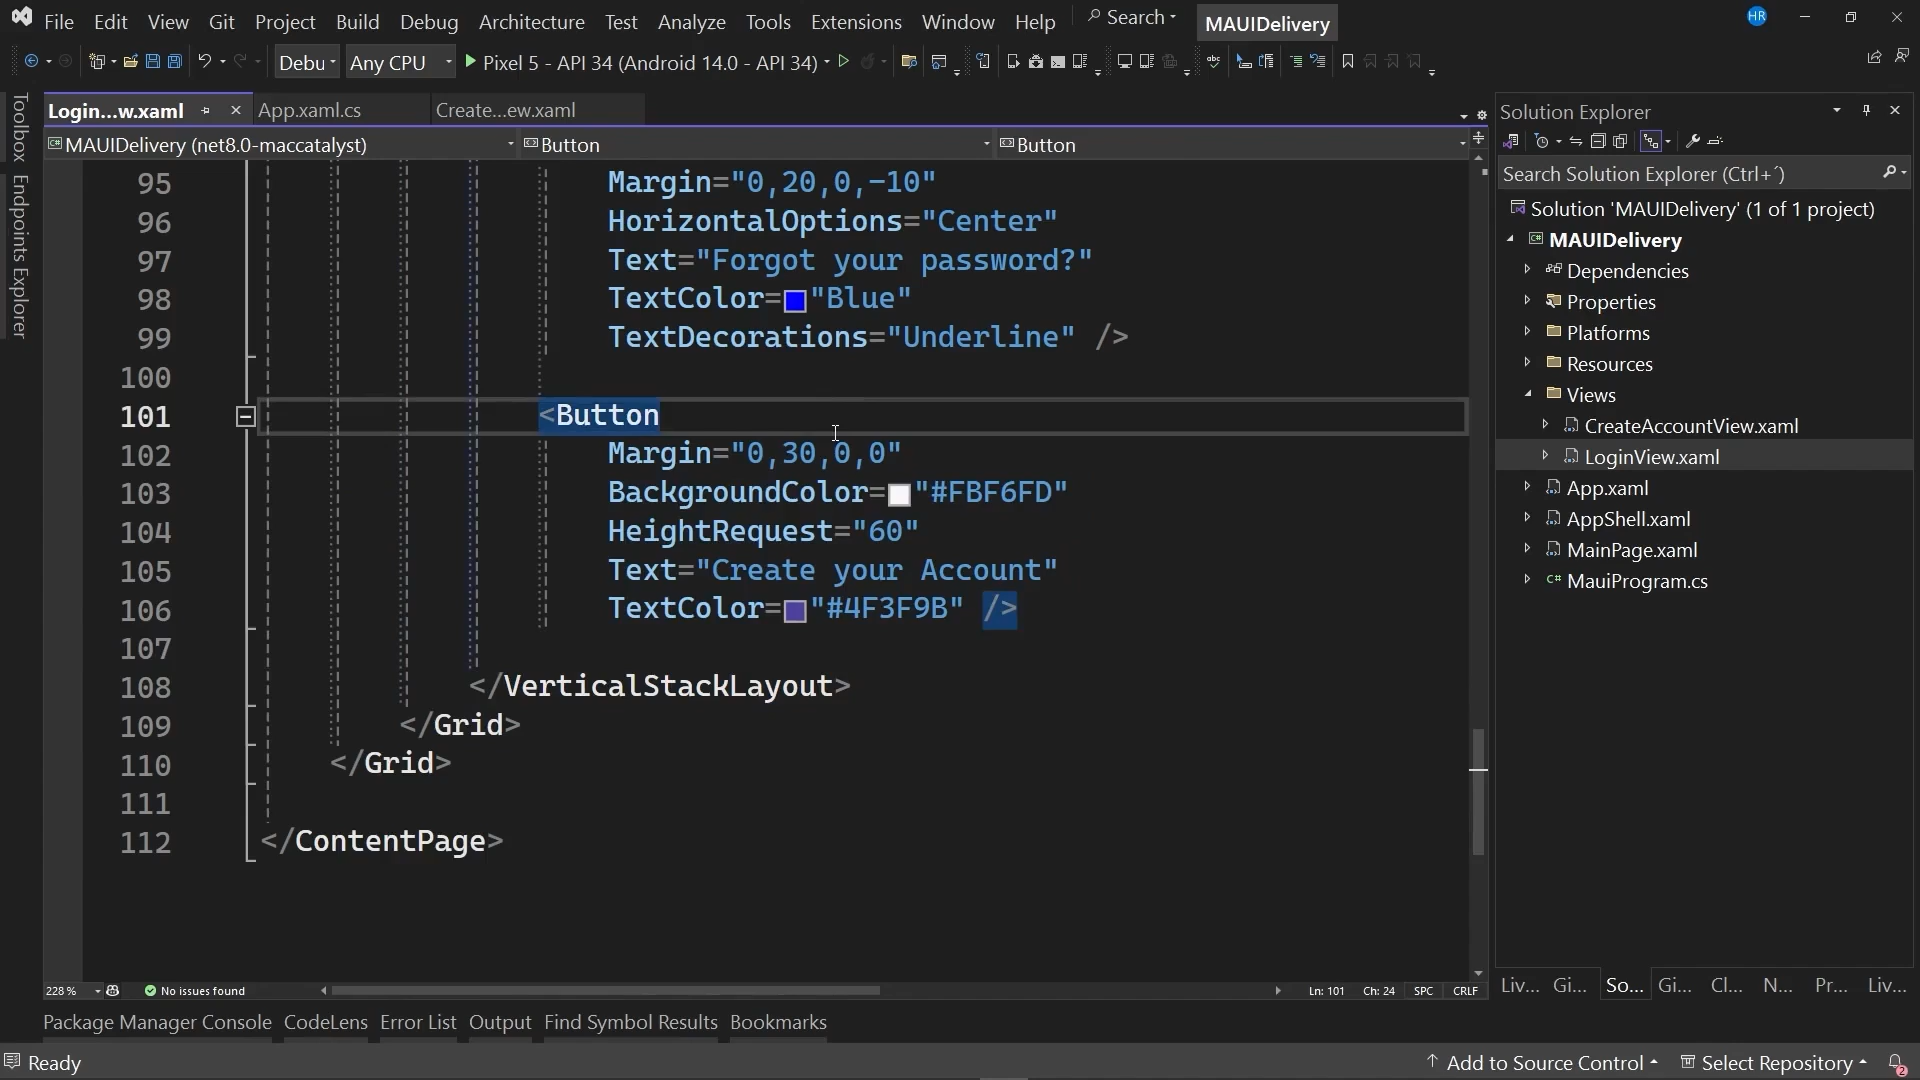 File Edit View Git Project Build Debug Architecture Test Analyze Tools Extensions Window Help Search MAUIDelivery HR
Debu Any CPU Pixel 5 - API 34 (Android 14.0 - API 34)
Toolbox
Endpoints Explorer
Login...w.xaml App.xaml.cs Create...ew.xaml
MAUIDelivery (net8.0-maccatalyst) Button Button
95 Margin="0,20,0,-10"
96 HorizontalOptions="Center"
97 Text="Forgot your password?"
98 TextColor="Blue"
99 TextDecorations="Underline" />
100
101 <Button
102 Margin="0,30,0,0"
103 BackgroundColor="#FBF6FD"
104 HeightRequest="60"
105 Text="Create your Account"
106 TextColor="#4F3F9B" />
107
108 </VerticalStackLayout>
109 </Grid>
110 </Grid>
111
112 </ContentPage>
228 % No issues found Ln: 101 Ch: 24 SPC CRLF
Solution Explorer
Search Solution Explorer (Ctrl+´)
Solution 'MAUIDelivery' (1 of 1 project)
MAUIDelivery
Dependencies
Properties
Platforms
Resources
Views
CreateAccountView.xaml
LoginView.xaml
App.xaml
AppShell.xaml
MainPage.xaml
MauiProgram.cs
Liv... Gi... So... Gi... Cl... N... Pr... Liv...
Package Manager Console CodeLens Error List Output Find Symbol Results Bookmarks
Ready Add to Source Control Select Repository 2